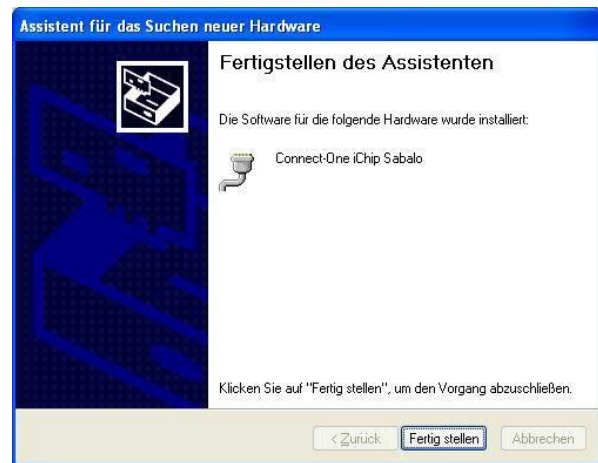 Assistent für das Suchen neuer Hardware
Fertigstellen des Assistenten
Die Software für die folgende Hardware wurde installiert:
Connect-One iChip Sabalo
Klicken Sie auf "Fertig stellen", um den Vorgang abzuschließen.
< Zurück Fertig stellen Abbrechen